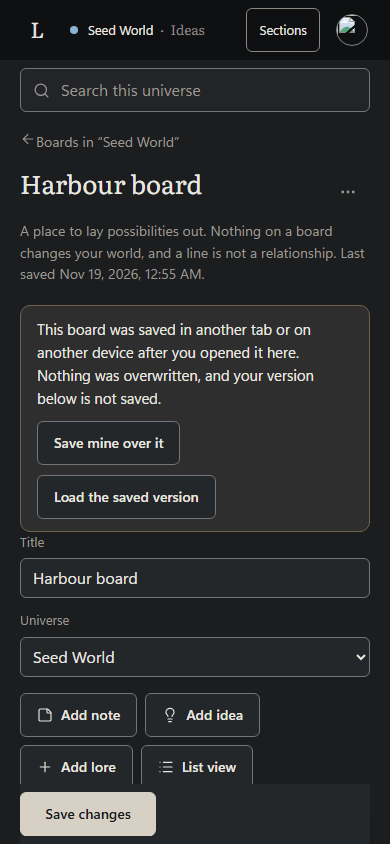 L
Seed World · Ideas
Sections
Search this universe
Boards in “Seed World”
Harbour board
A place to lay possibilities out. Nothing on a board
changes your world, and a line is not a relationship. Last
saved Nov 19, 2026, 12:55 AM.
This board was saved in another tab or on
another device after you opened it here.
Nothing was overwritten, and your version
below is not saved.
Save mine over it
Load the saved version
Title
Harbour board
Universe
Seed World
Add note
Add idea
Add lore
List view
Save changes